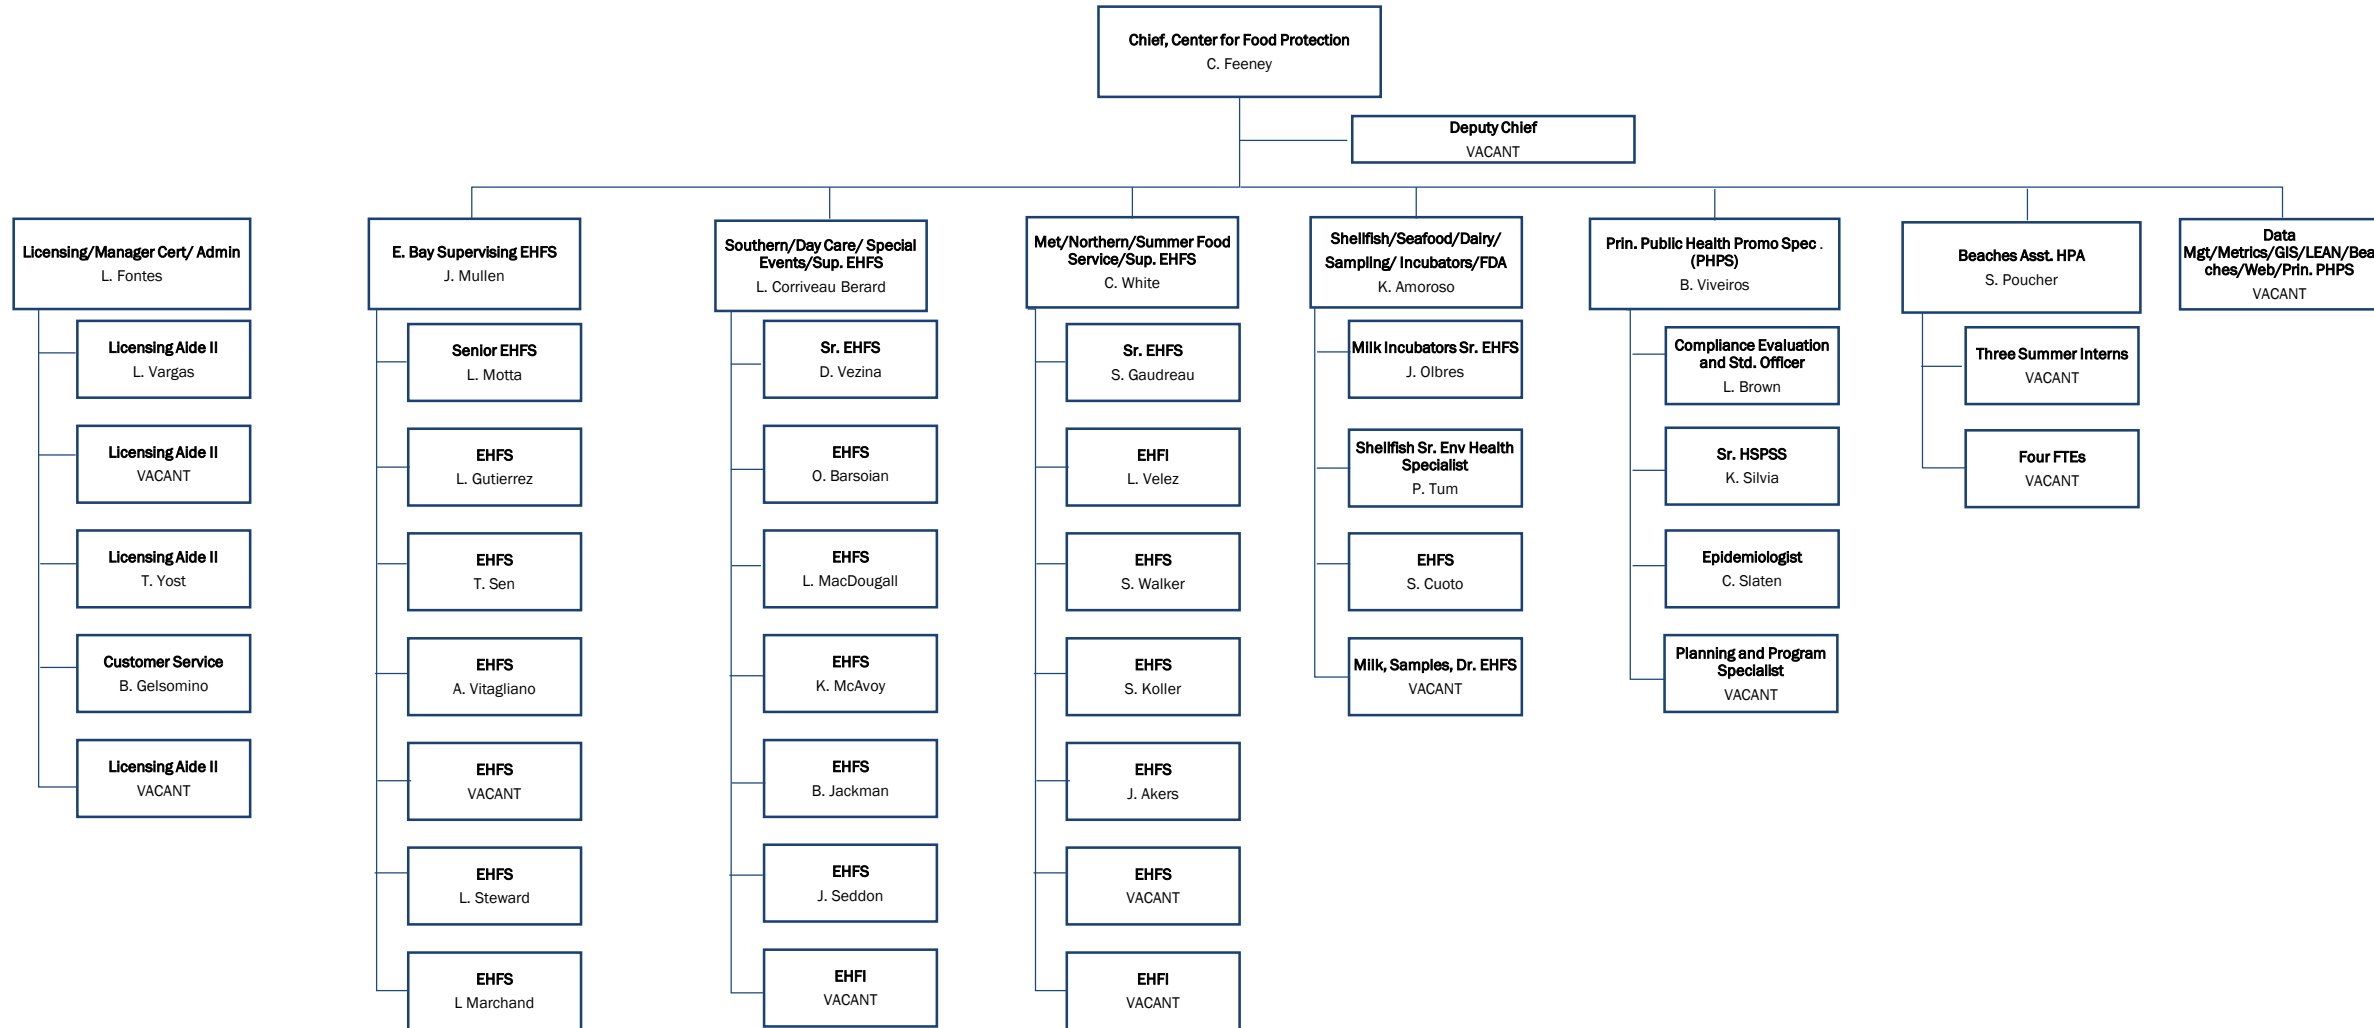 Chief, Center for Food Protection
C. Feeney
Deputy Chief
VACANT
Licensing/Manager Cert/ Admin
L. Fontes
Licensing Aide II
L. Vargas
Licensing Aide II
VACANT
Licensing Aide II
T. Yost
Customer Service
B. Gelsomino
Licensing Aide II
VACANT
E. Bay Supervising EHFS
J. Mullen
Senior EHFS
L. Motta
EHFS
L. Gutierrez
EHFS
T. Sen
EHFS
A. Vitagliano
EHFS
VACANT
EHFS
L. Steward
EHFS
L Marchand
Southern/Day Care/ Special
Events/Sup. EHFS
L. Corriveau Berard
Sr. EHFS
D. Vezina
EHFS
O. Barsoian
EHFS
L. MacDougall
EHFS
K. McAvoy
EHFS
B. Jackman
EHFS
J. Seddon
EHFI
VACANT
Met/Northern/Summer Food
Service/Sup. EHFS
C. White
Sr. EHFS
S. Gaudreau
EHFI
L. Velez
EHFS
S. Walker
EHFS
S. Koller
EHFS
J. Akers
EHFS
VACANT
EHFI
VACANT
Shellfish/Seafood/Dairy/
Sampling/ Incubators/FDA
K. Amoroso
Milk Incubators Sr. EHFS
J. Olbres
Shellfish Sr. Env Health
Specialist
P. Tum
EHFS
S. Cuoto
Milk, Samples, Dr. EHFS
VACANT
Prin. Public Health Promo Spec .
(PHPS)
B. Viveiros
Compliance Evaluation
and Std. Officer
L. Brown
Sr. HSPSS
K. Silvia
Epidemiologist
C. Slaten
Planning and Program
Specialist
VACANT
Beaches Asst. HPA
S. Poucher
Three Summer Interns
VACANT
Four FTEs
VACANT
Data
Mgt/Metrics/GIS/LEAN/Bea
ches/Web/Prin. PHPS
VACANT